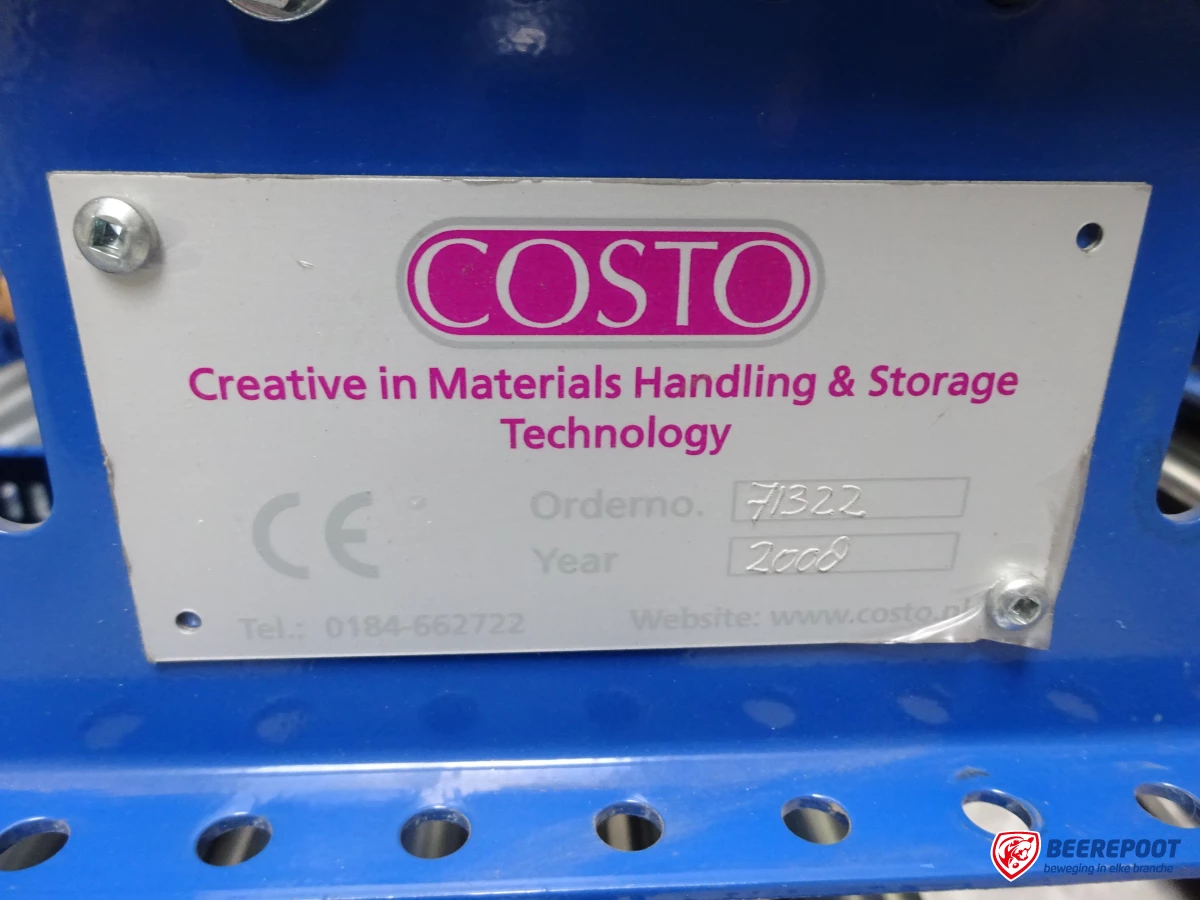 COSTO
Creative in Materials Handling & Storage
Technology
CE
Orderno. 71322
Year 2008
Tel.: 0184-662722 Website: www.costo.nl
BEEREPOOT
beweging in elke branche